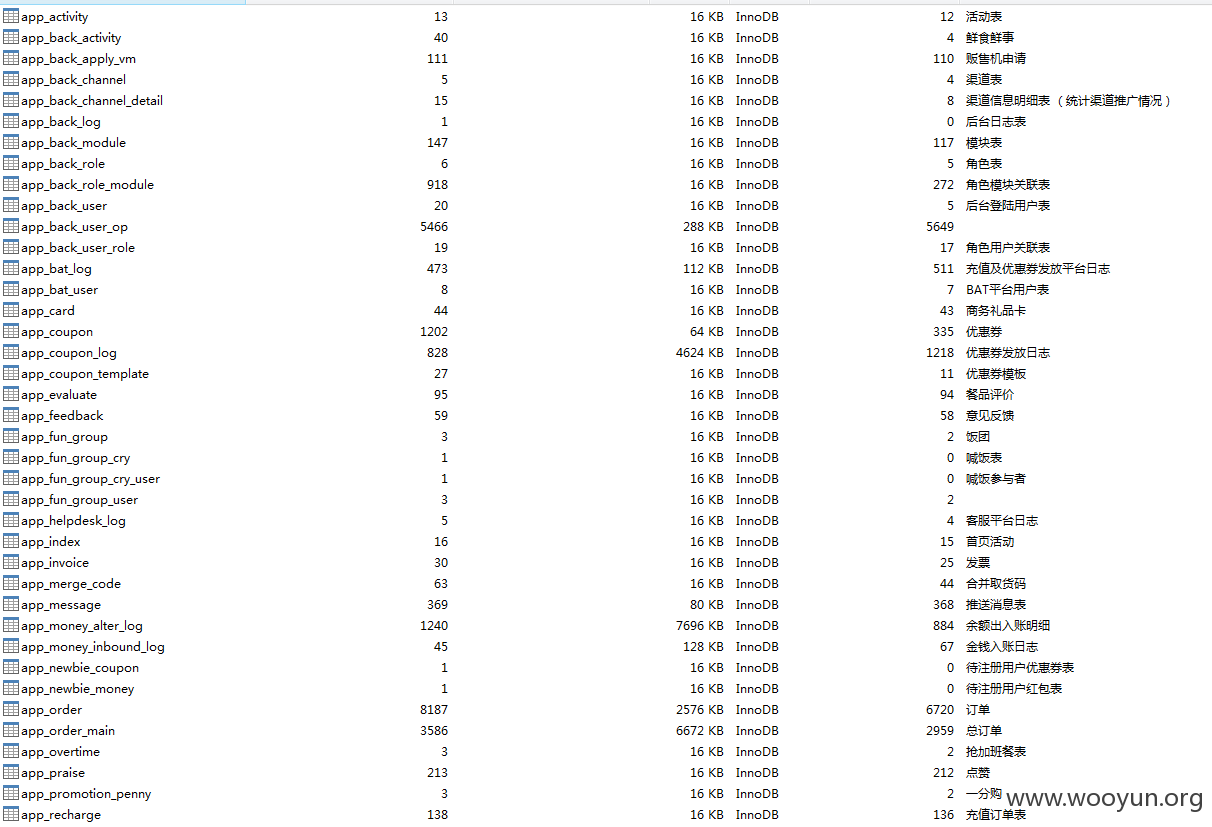 app_activity 13 16 KB InnoDB 12 活动表
app_back_activity 40 16 KB InnoDB 4 鲜食鲜事
app_back_apply_vm 111 16 KB InnoDB 110 贩售机申请
app_back_channel 5 16 KB InnoDB 4 渠道表
app_back_channel_detail 15 16 KB InnoDB 8 渠道信息明细表 （统计渠道推广情况）
app_back_log 1 16 KB InnoDB 0 后台日志表
app_back_module 147 16 KB InnoDB 117 模块表
app_back_role 6 16 KB InnoDB 5 角色表
app_back_role_module 918 16 KB InnoDB 272 角色模块关联表
app_back_user 20 16 KB InnoDB 5 后台登陆用户表
app_back_user_op 5466 288 KB InnoDB 5649
app_back_user_role 19 16 KB InnoDB 17 角色用户关联表
app_bat_log 473 112 KB InnoDB 511 充值及优惠券发放平台日志
app_bat_user 8 16 KB InnoDB 7 BAT平台用户表
app_card 44 16 KB InnoDB 43 商务礼品卡
app_coupon 1202 64 KB InnoDB 335 优惠券
app_coupon_log 828 4624 KB InnoDB 1218 优惠券发放日志
app_coupon_template 27 16 KB InnoDB 11 优惠券模板
app_evaluate 95 16 KB InnoDB 94 餐品评价
app_feedback 59 16 KB InnoDB 58 意见反馈
app_fun_group 3 16 KB InnoDB 2 饭团
app_fun_group_cry 1 16 KB InnoDB 0 喊饭表
app_fun_group_cry_user 1 16 KB InnoDB 0 喊饭参与者
app_fun_group_user 3 16 KB InnoDB 2
app_helpdesk_log 5 16 KB InnoDB 4 客服平台日志
app_index 16 16 KB InnoDB 15 首页活动
app_invoice 30 16 KB InnoDB 25 发票
app_merge_code 63 16 KB InnoDB 44 合并取货码
app_message 369 80 KB InnoDB 368 推送消息表
app_money_alter_log 1240 7696 KB InnoDB 884 余额出入账明细
app_money_inbound_log 45 128 KB InnoDB 67 金钱入账日志
app_newbie_coupon 1 16 KB InnoDB 0 待注册用户优惠券表
app_newbie_money 1 16 KB InnoDB 0 待注册用户红包表
app_order 8187 2576 KB InnoDB 6720 订单
app_order_main 3586 6672 KB InnoDB 2959 总订单
app_overtime 3 16 KB InnoDB 2 抢加班餐表
app_praise 213 16 KB InnoDB 212 点赞
app_promotion_penny 3 16 KB InnoDB 2 一分购
app_recharge 138 16 KB InnoDB 136 充值订单表
www.wooyun.org